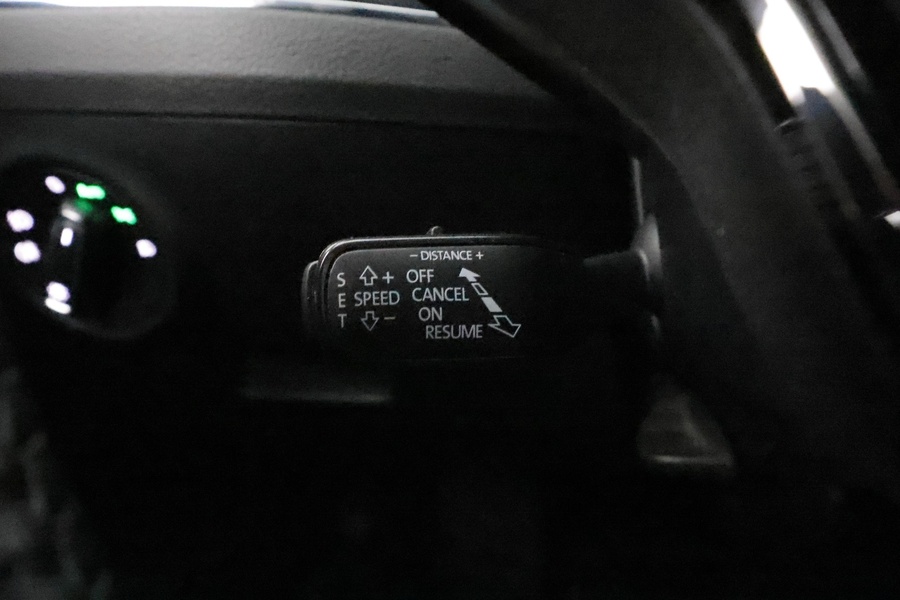 - DISTANCE +
S + OFF
E SPEED CANCEL
T - ON
RESUME